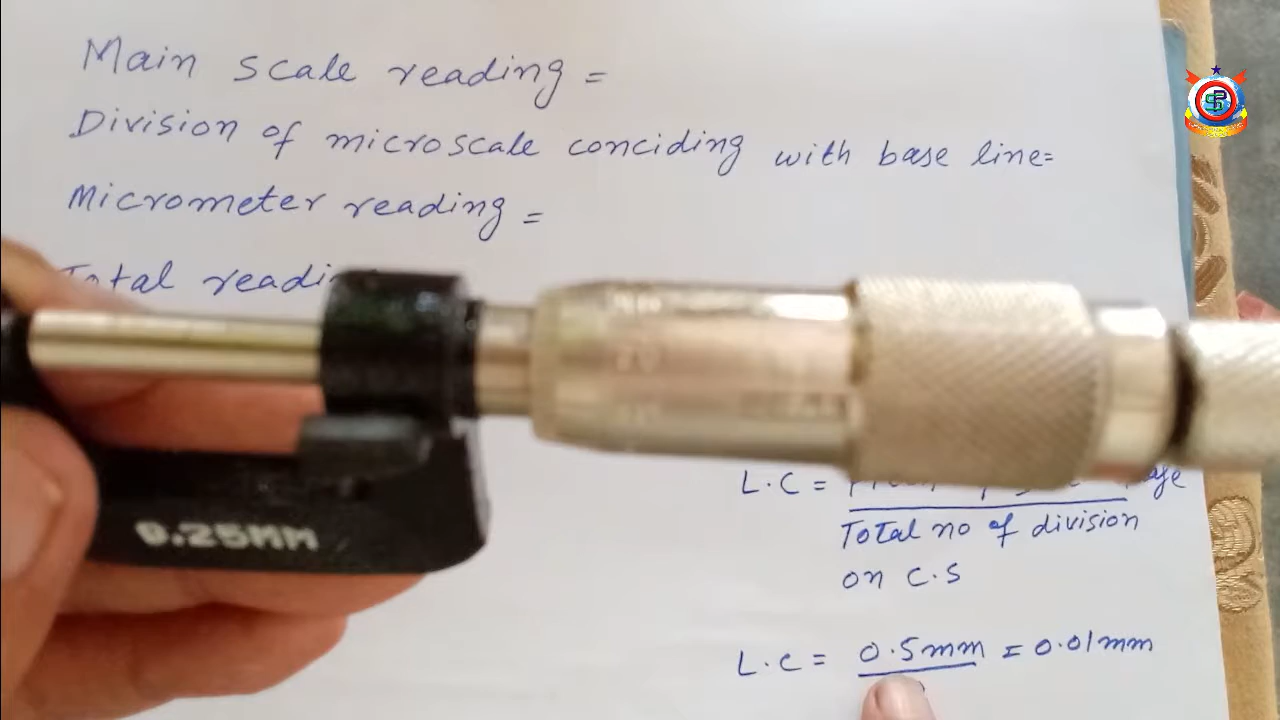 Main scale reading =
Division of microscale conciding with base line=
Micrometer reading =
Total readi
20
0.25MM
L.C =
Total no of division
on C.S
L.C = 0.5mm = 0.01mm